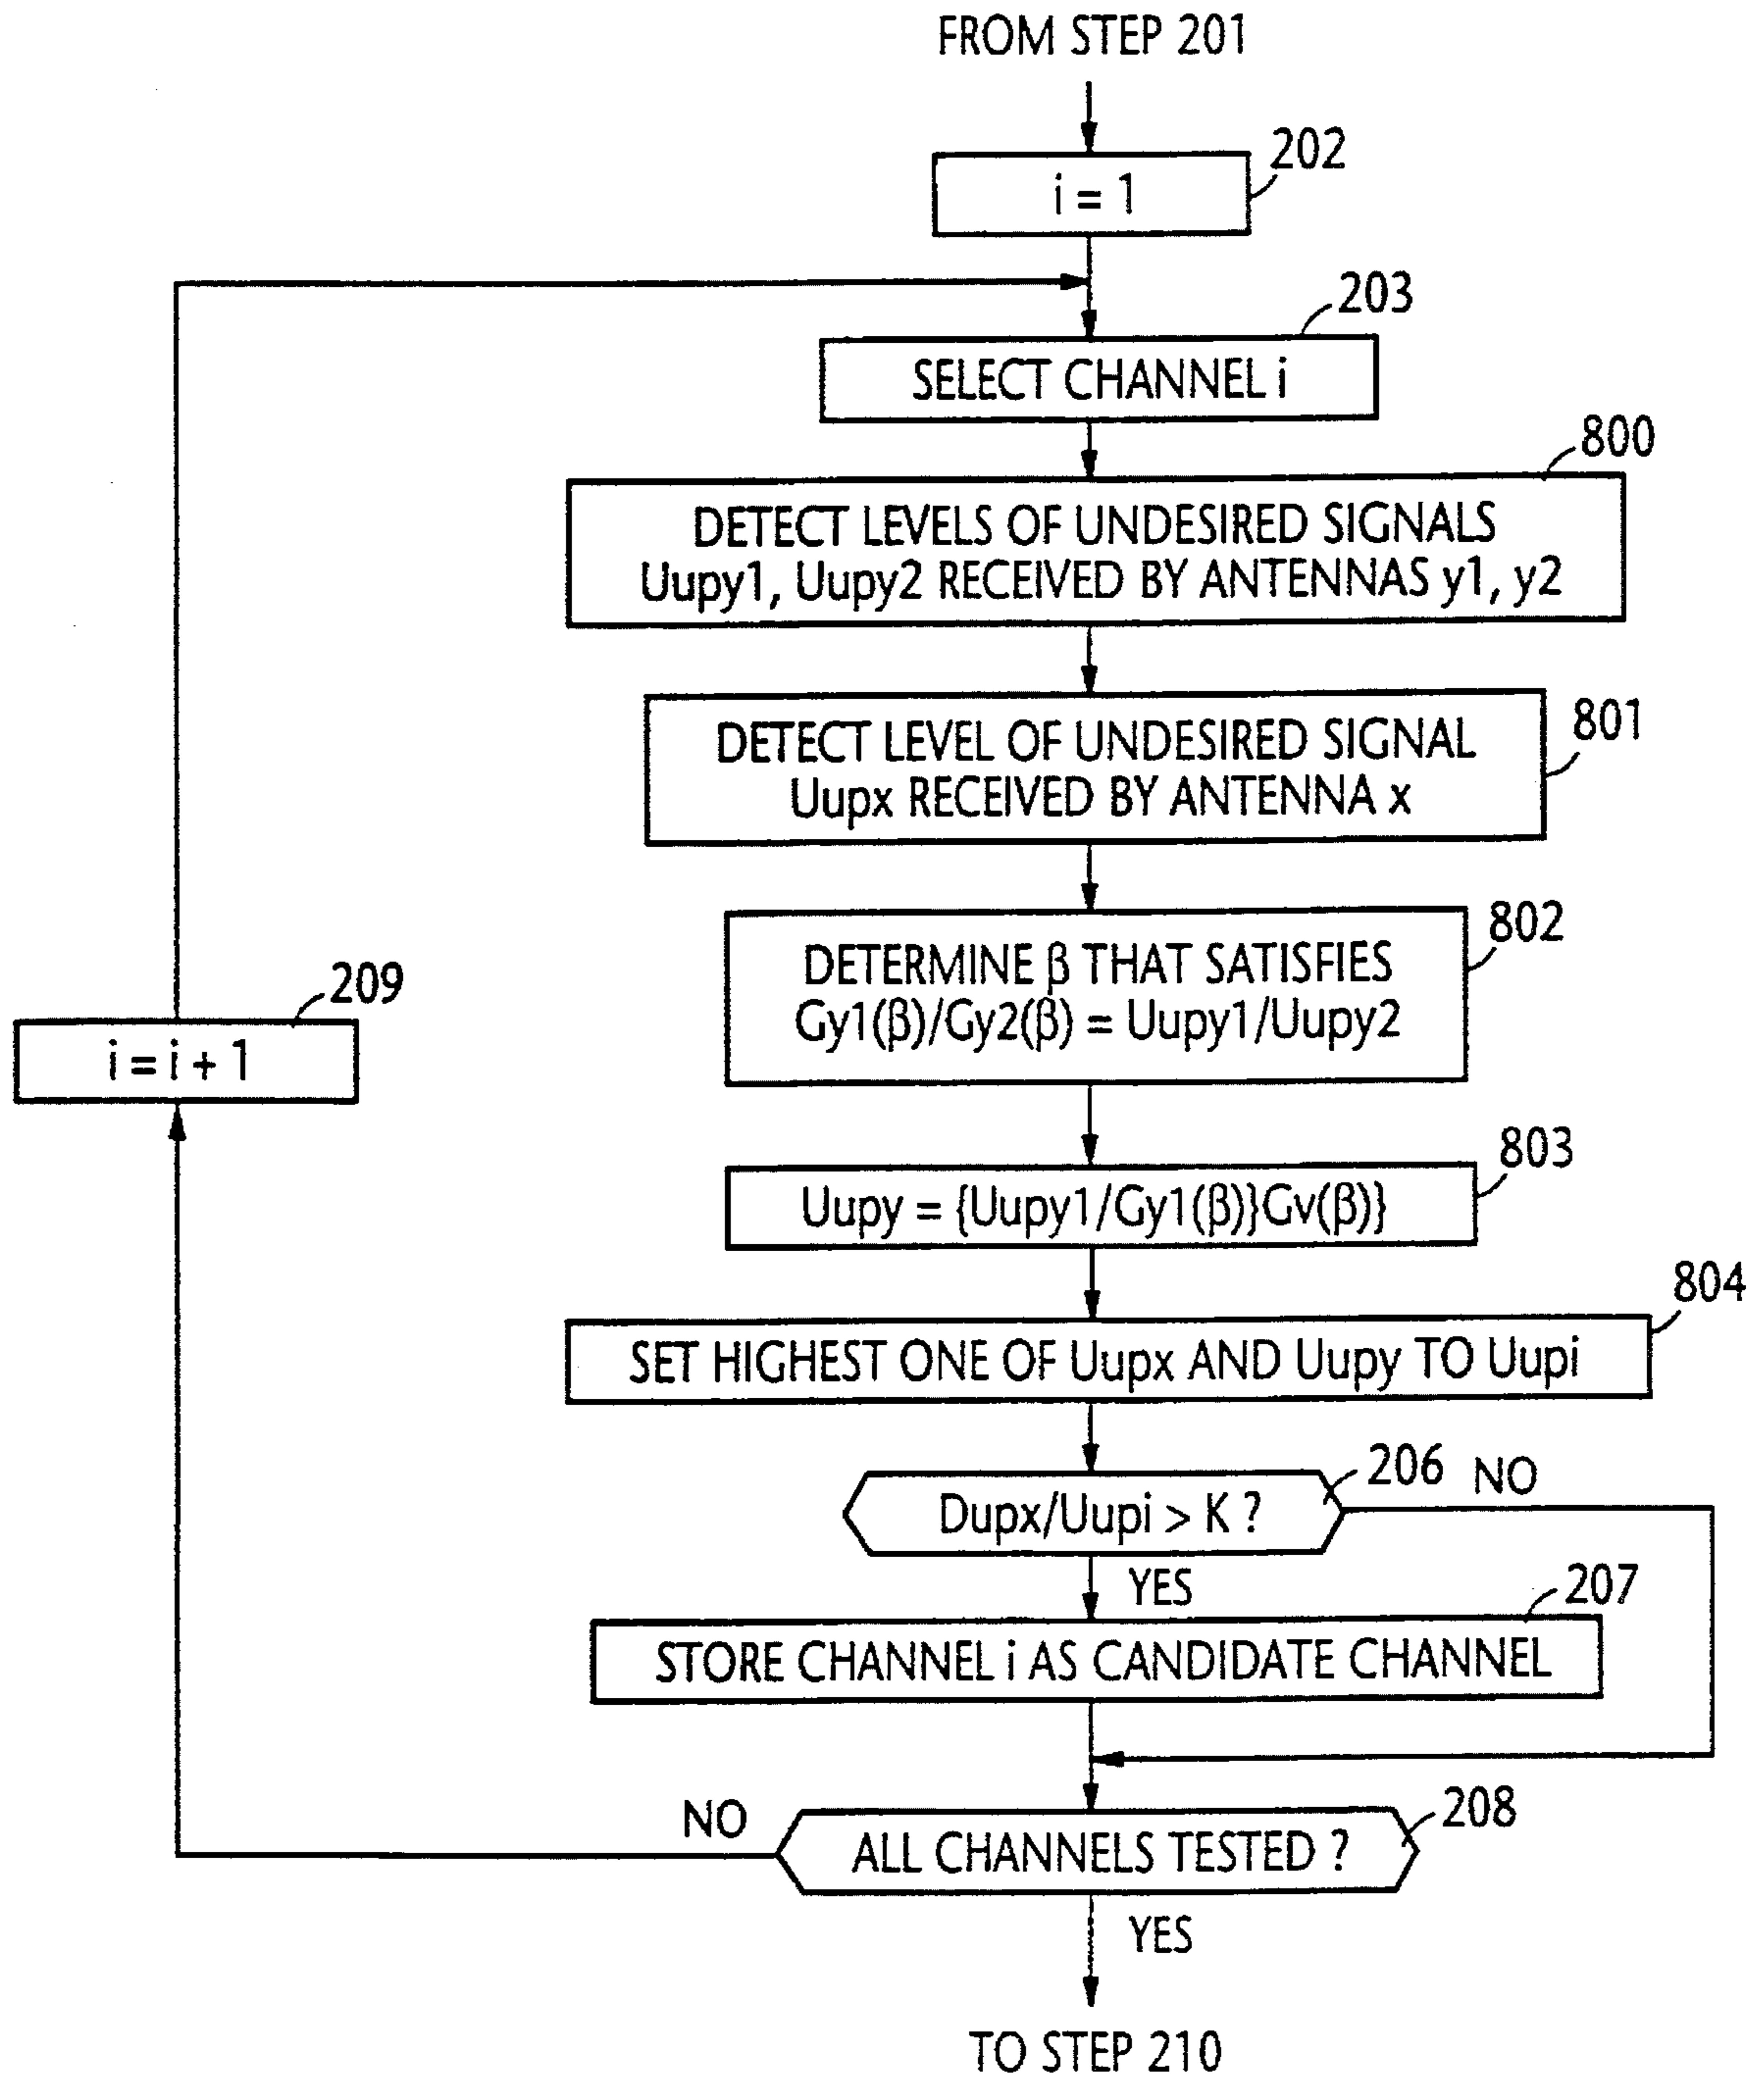 FROM STEP 201
202
i = 1
203
SELECT CHANNEL i
800
DETECT LEVELS OF UNDESIRED SIGNALS
Uupy1, Uupy2 RECEIVED BY ANTENNAS y1, y2
801
DETECT LEVEL OF UNDESIRED SIGNAL
Uupx RECEIVED BY ANTENNA x
802
DETERMINE β THAT SATISFIES
Gy1(β)/Gy2(β) = Uupy1/Uupy2
209
i = i + 1
803
Uupy = {Uupy1/Gy1(β)}Gv(β)}
804
SET HIGHEST ONE OF Uupx AND Uupy TO Uupi
206
NO
Dupx/Uupi > K ?
YES
207
STORE CHANNEL i AS CANDIDATE CHANNEL
208
NO
ALL CHANNELS TESTED ?
YES
TO STEP 210